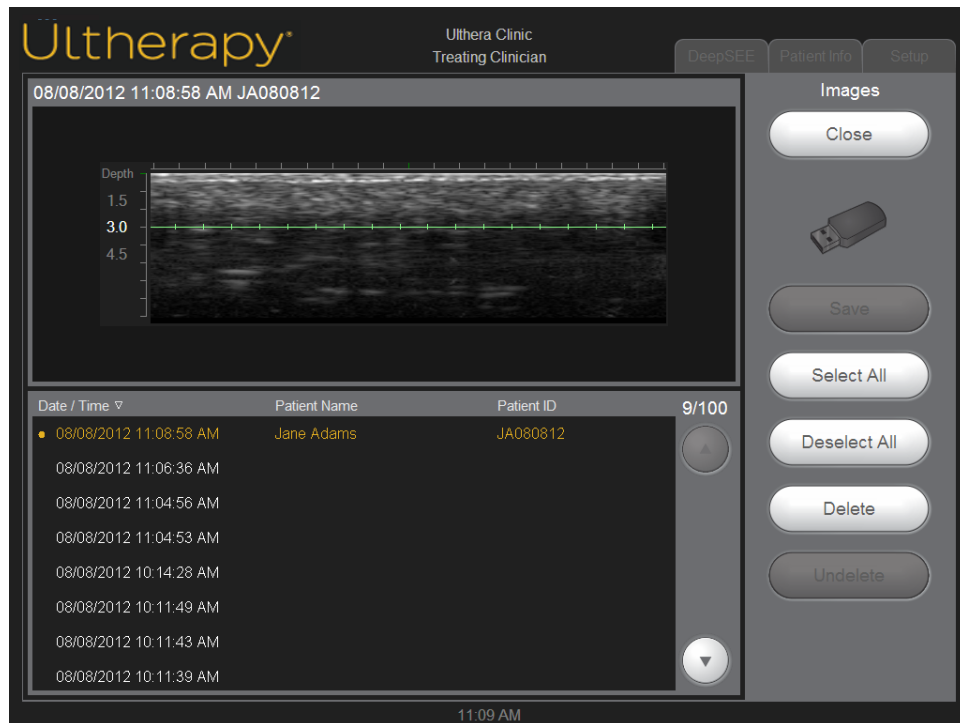 Ultherapy
Ulthera Clinic
Treating Clinician
DeepSEE Patient Info Setup
08/08/2012 11:08:58 AM JA080812
Images
Close
Depth
1.5
3.0
4.5
Save
Select All
Deselect All
Delete
Undelete
Date / Time ▽ Patient Name Patient ID 9/100
08/08/2012 11:08:58 AM Jane Adams JA080812
08/08/2012 11:06:36 AM
08/08/2012 11:04:56 AM
08/08/2012 11:04:53 AM
08/08/2012 10:14:28 AM
08/08/2012 10:11:49 AM
08/08/2012 10:11:43 AM
08/08/2012 10:11:39 AM
11:09 AM